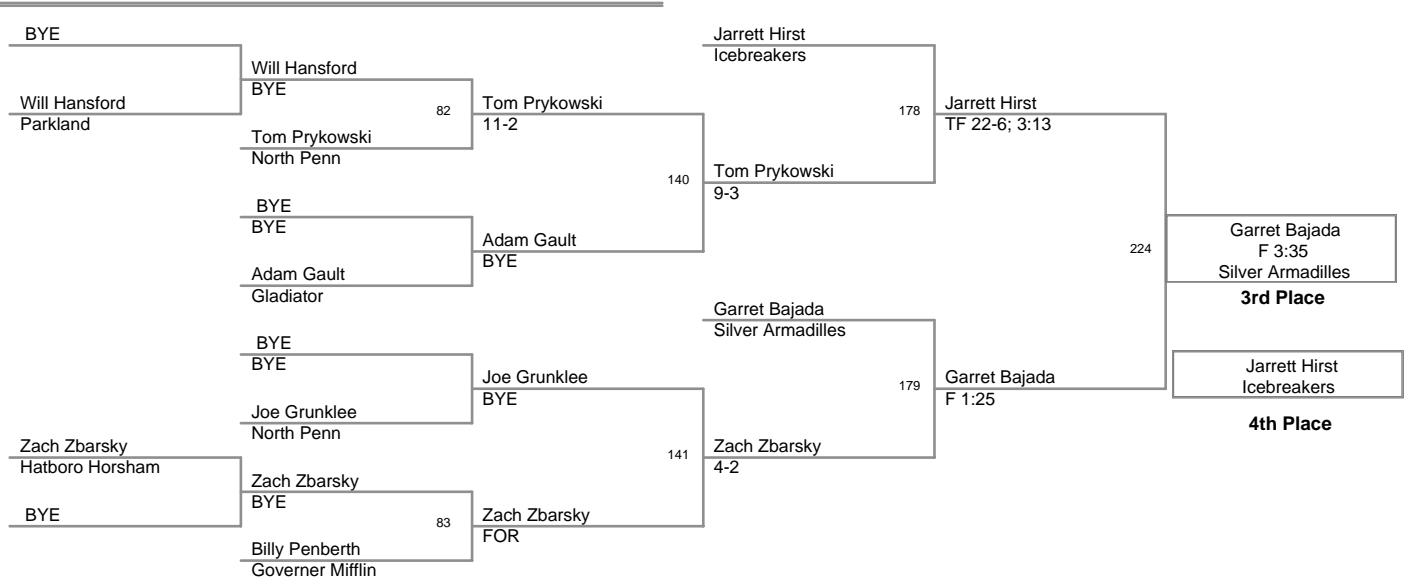 BYE
Will Hansford
Parkland
Will Hansford
BYE
82
Tom Prykowski
North Penn
Tom Prykowski
11-2
BYE
BYE
Adam Gault
Gladiator
Adam Gault
BYE
140
Jarrett Hirst
Icebreakers
Tom Prykowski
9-3
178
Jarrett Hirst
TF 22-6; 3:13
BYE
BYE
Joe Grunklee
North Penn
Joe Grunklee
BYE
Zach Zbarsky
Hatboro Horsham
BYE
Zach Zbarsky
BYE
83
Billy Penberth
Governer Mifflin
Zach Zbarsky
FOR
141
Garret Bajada
Silver Armadilles
Zach Zbarsky
4-2
179
Garret Bajada
F 1:25
224
Garret Bajada
F 3:35
Silver Armadilles
3rd Place
Jarrett Hirst
Icebreakers
4th Place